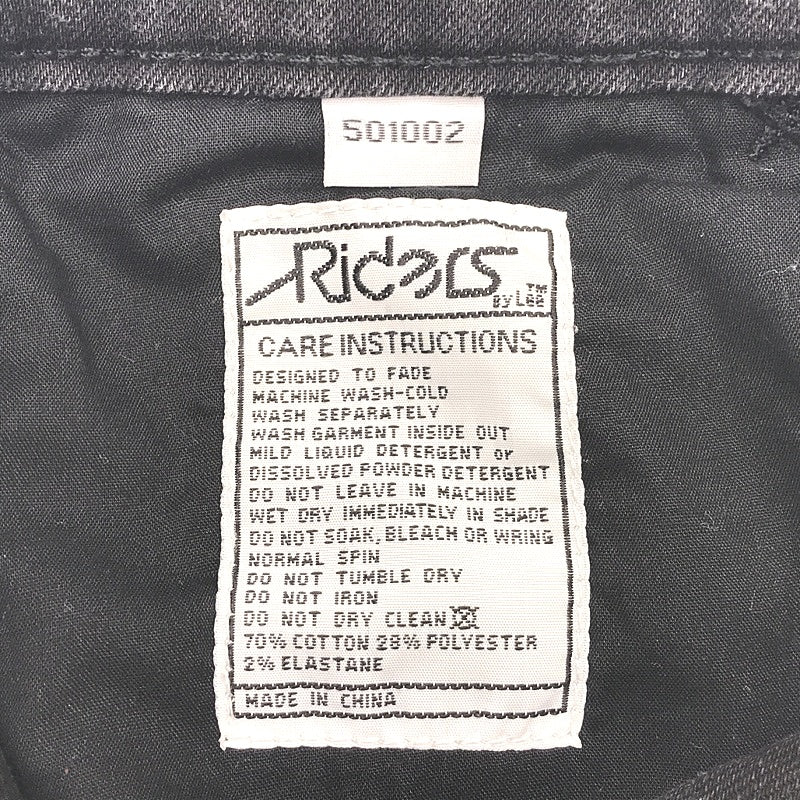 501002
Riders
BY Lee™
CARE INSTRUCTIONS
DESIGNED TO FADE
MACHINE WASH-COLD
WASH SEPARATELY
WASH GARMENT INSIDE OUT
MILD LIQUID DETERGENT or
DISSOLVED POWDER DETERGENT
DO NOT LEAVE IN MACHINE
WET DRY IMMEDIATELY IN SHADE
DO NOT SOAK, BLEACH OR WRING
NORMAL SPIN
DO NOT TUMBLE DRY
DO NOT IRON
DO NOT DRY CLEAN
70% COTTON 28% POLYESTER
2% ELASTANE
MADE IN CHINA